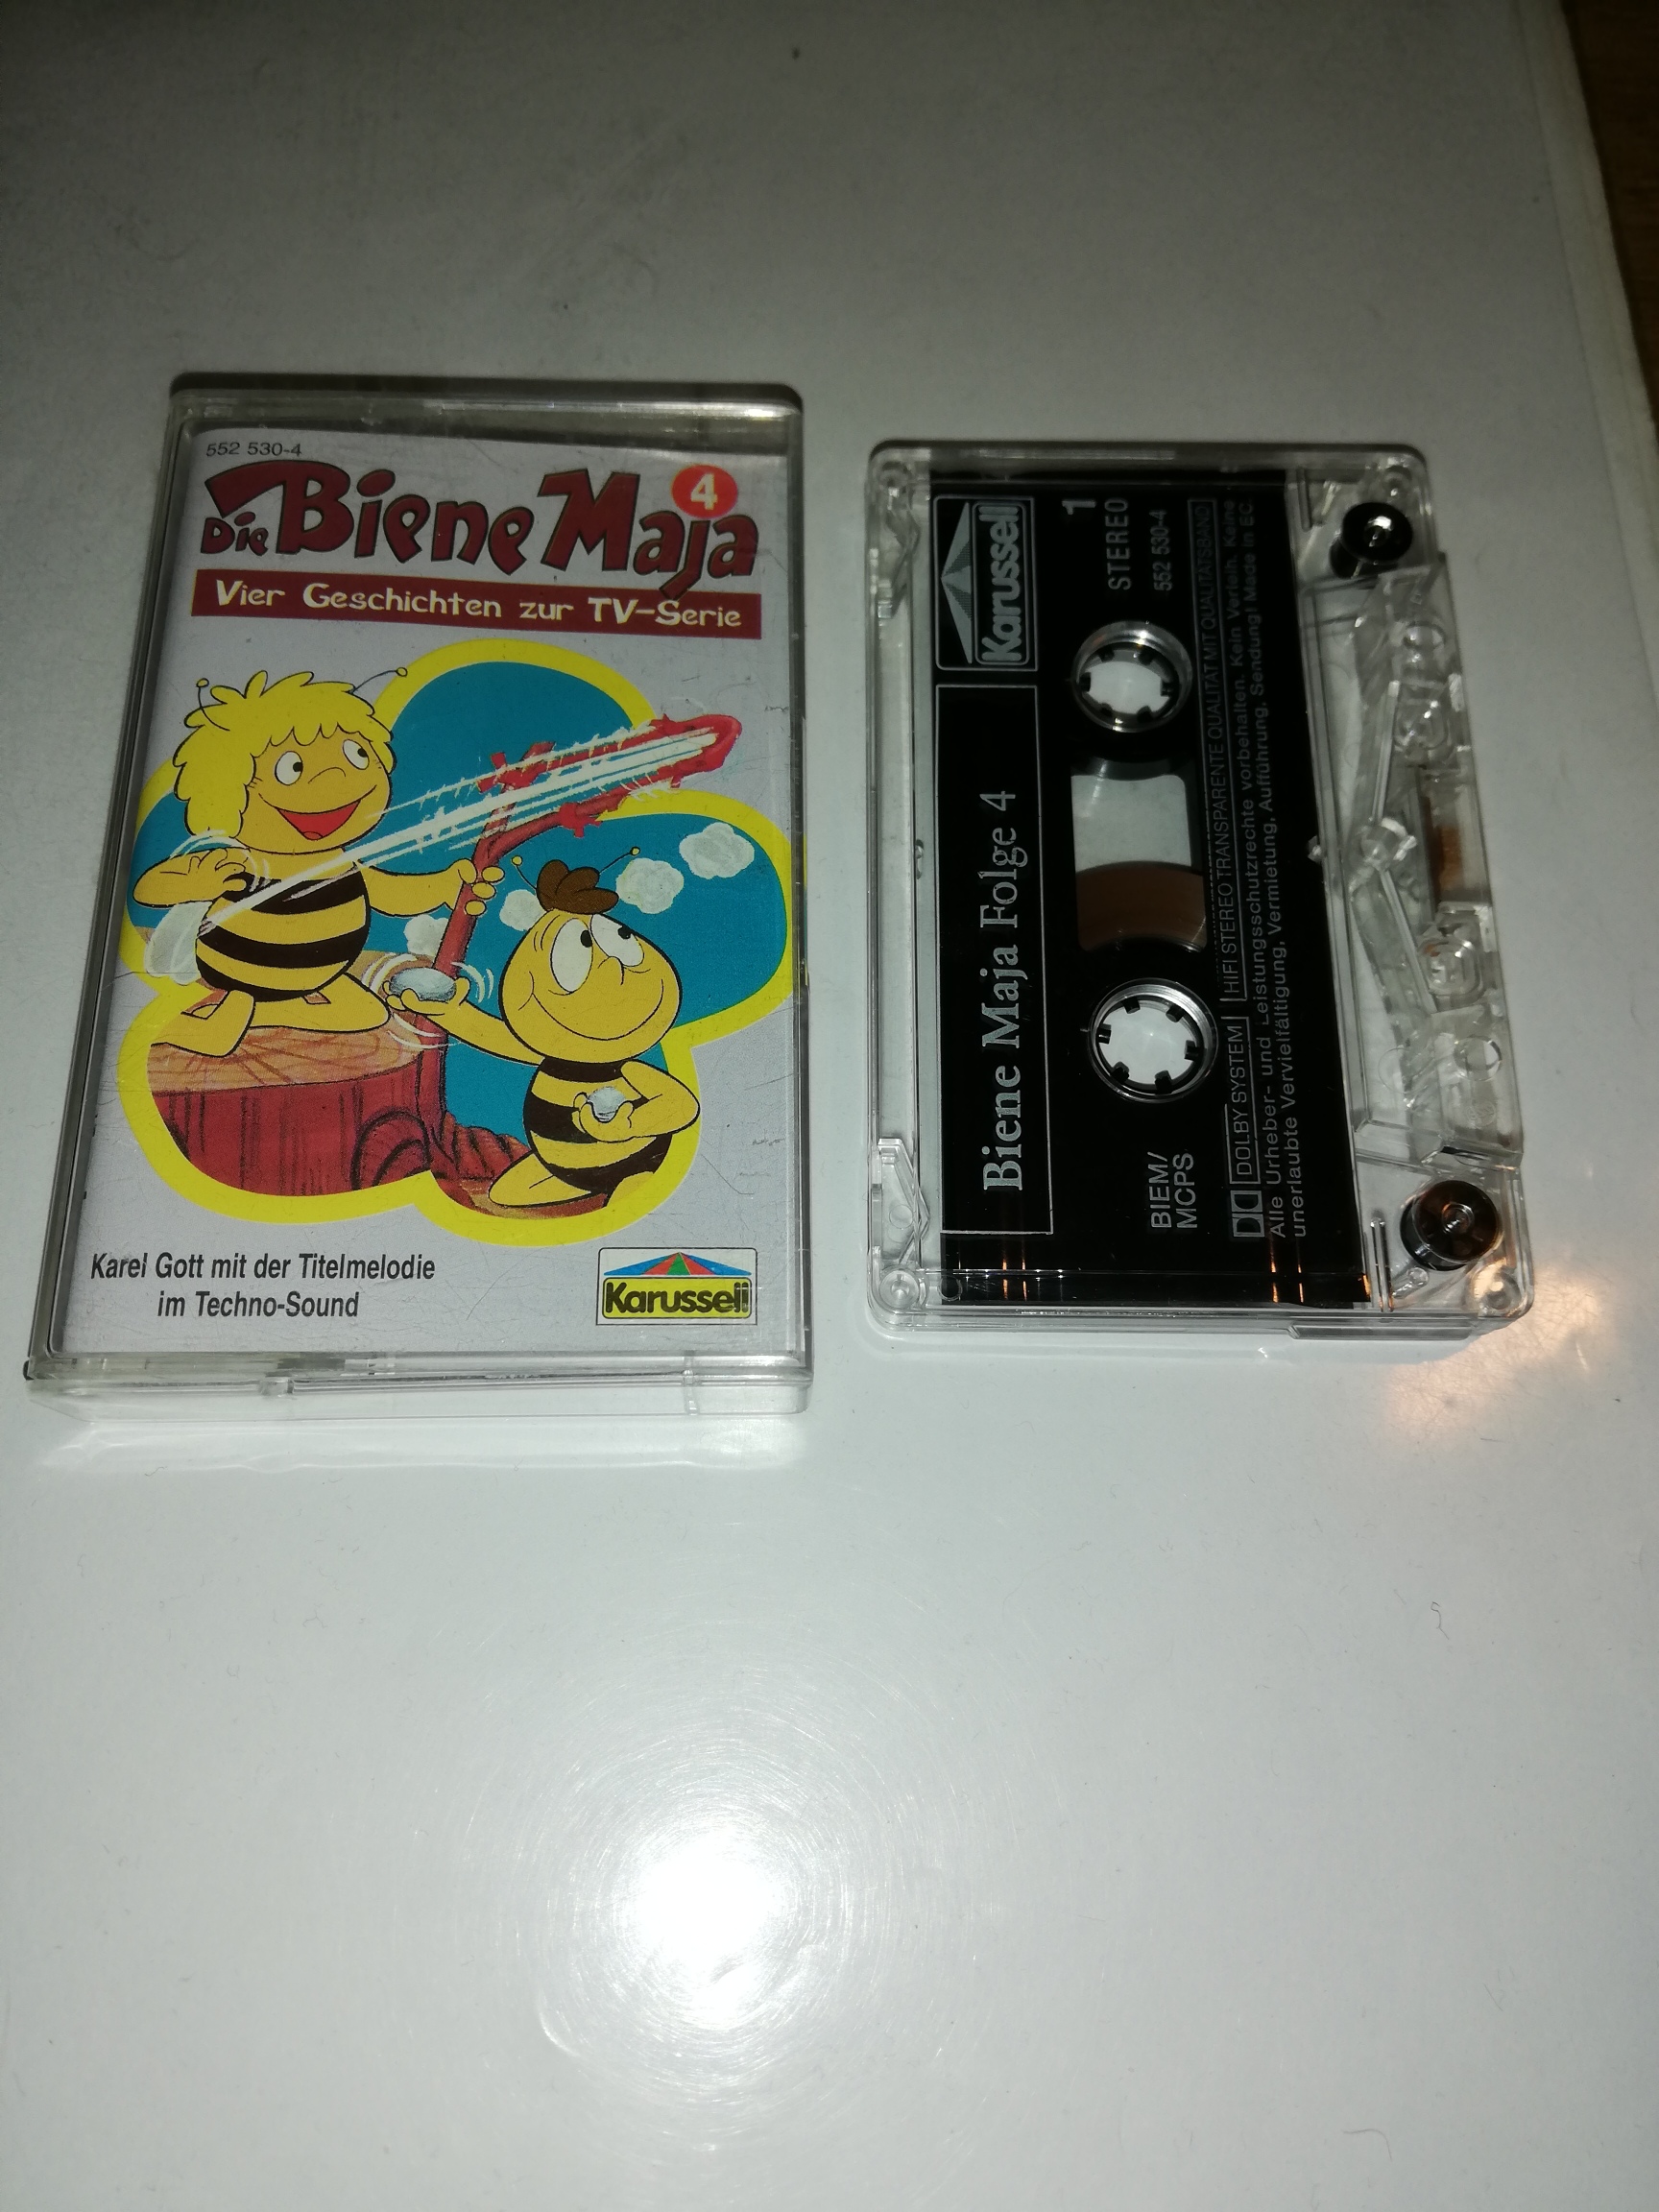 552 530-4
4
Die Biene Maja
Vier Geschichten zur TV-Serie
Karel Gott mit der Titelmelodie
im Techno-Sound
Karussell
Karussell
Biene Maja Folge 4
1
STEREO
552 530-4
BIEM/
MCPS
DOLBY SYSTEM HIFI STEREO TRANSPARENTE QUALITÄT MIT QUALITÄTSBAND
Alle Urheber- und Leistungsschutzrechte vorbehalten. Kein Verleih. Keine
unerlaubte Vervielfältigung, Vermietung, Aufführung, Sendung! Made in EC.